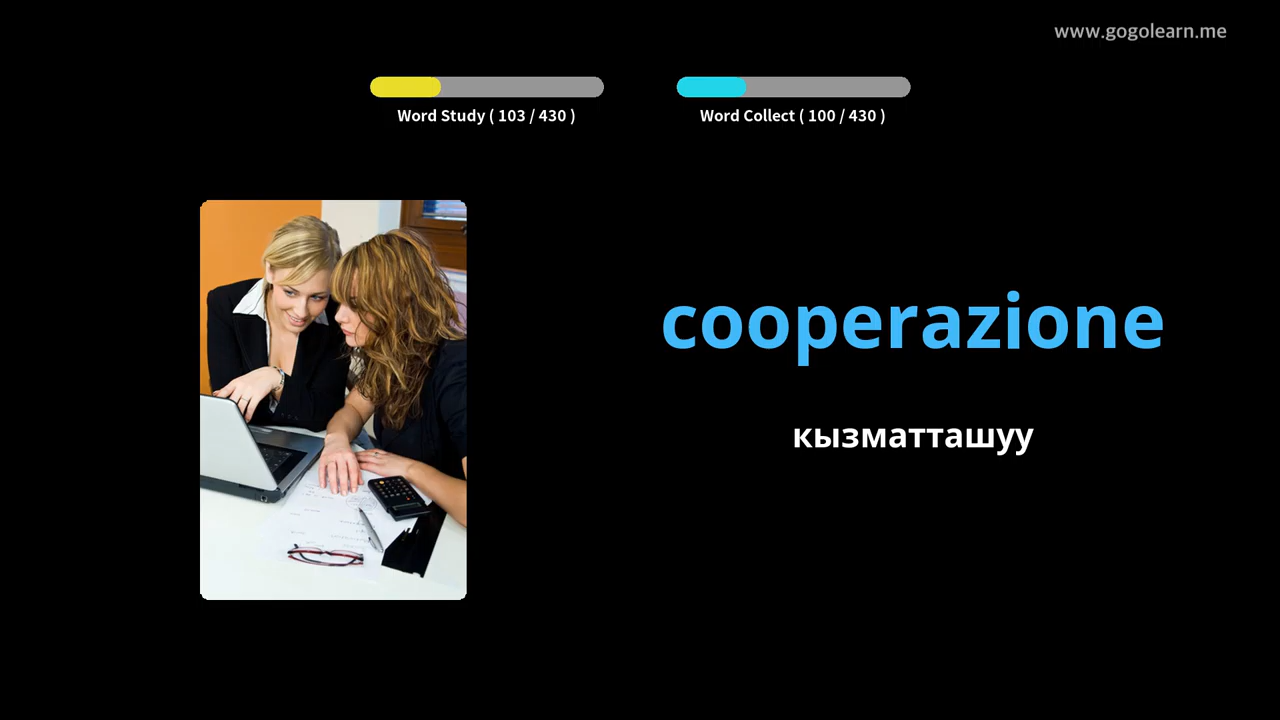 www.gogolearn.me
Word Study ( 103 / 430 )
Word Collect ( 100 / 430 )
cooperazione
кызматташуу